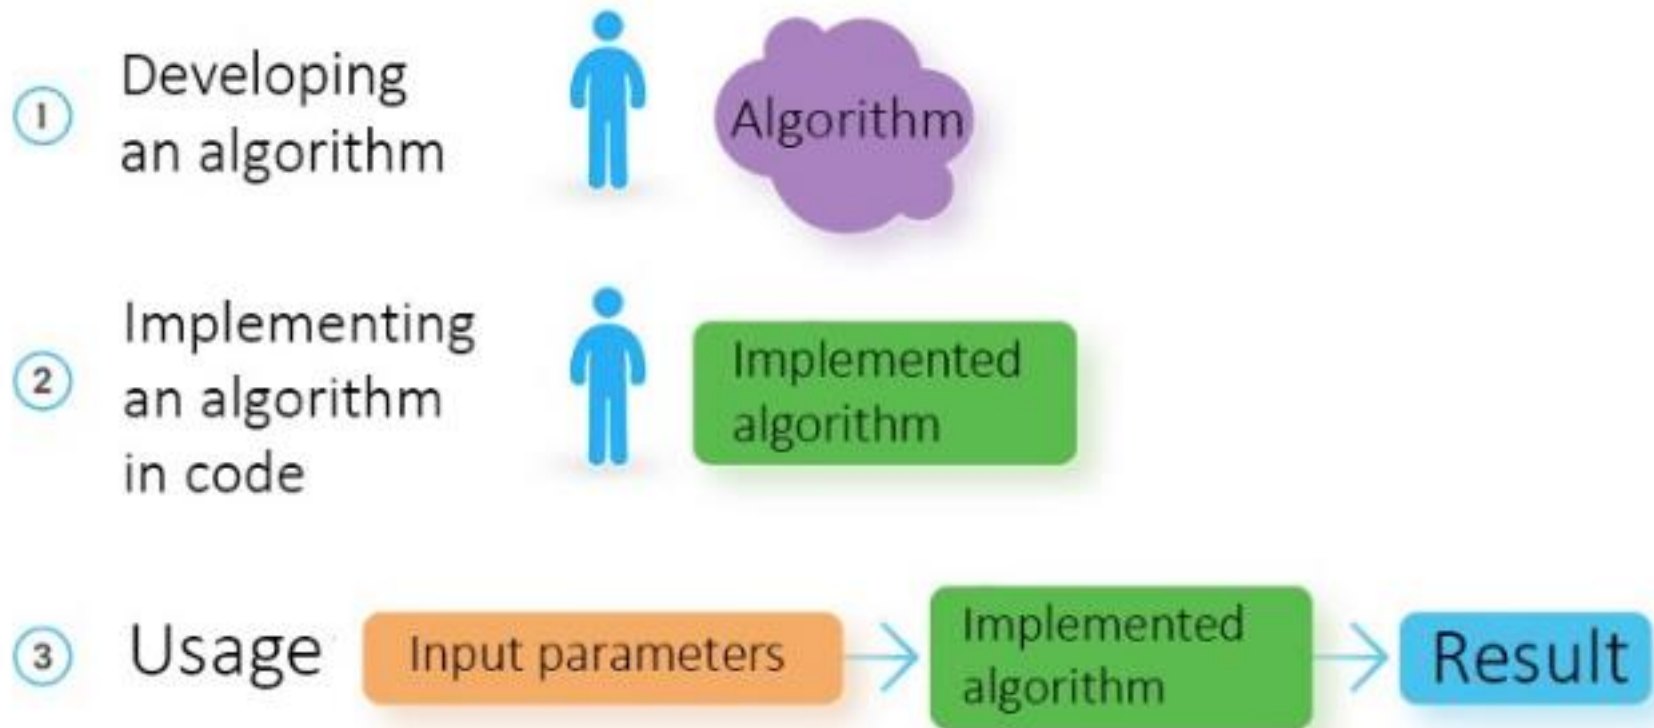 1
Developing
an algorithm
Algorithm
2
Implementing
an algorithm
in code
Implemented
algorithm
3
Usage
Input parameters
Implemented
algorithm
Result